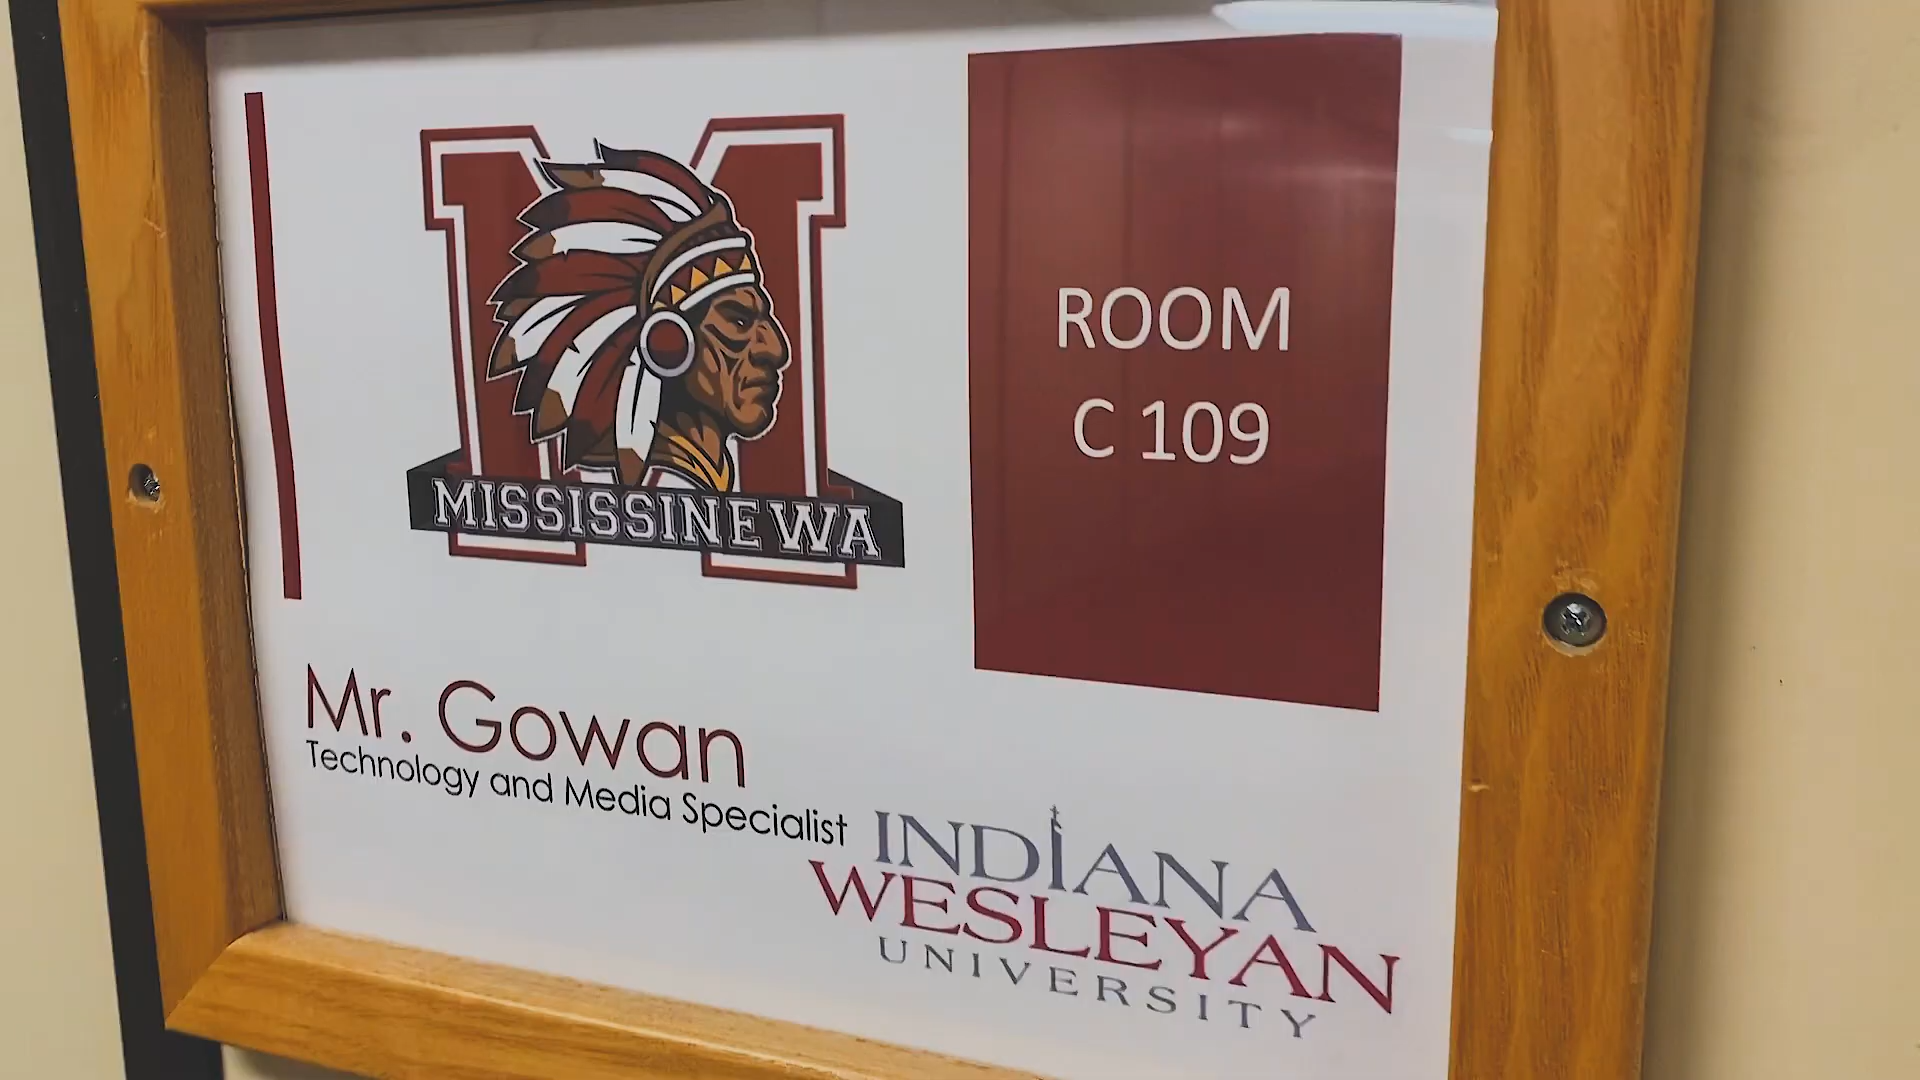 MISSISSINEWA
ROOM
C 109
Mr. Gowan
Technology and Media Specialist
INDIANA
WESLEYAN
UNIVERSITY